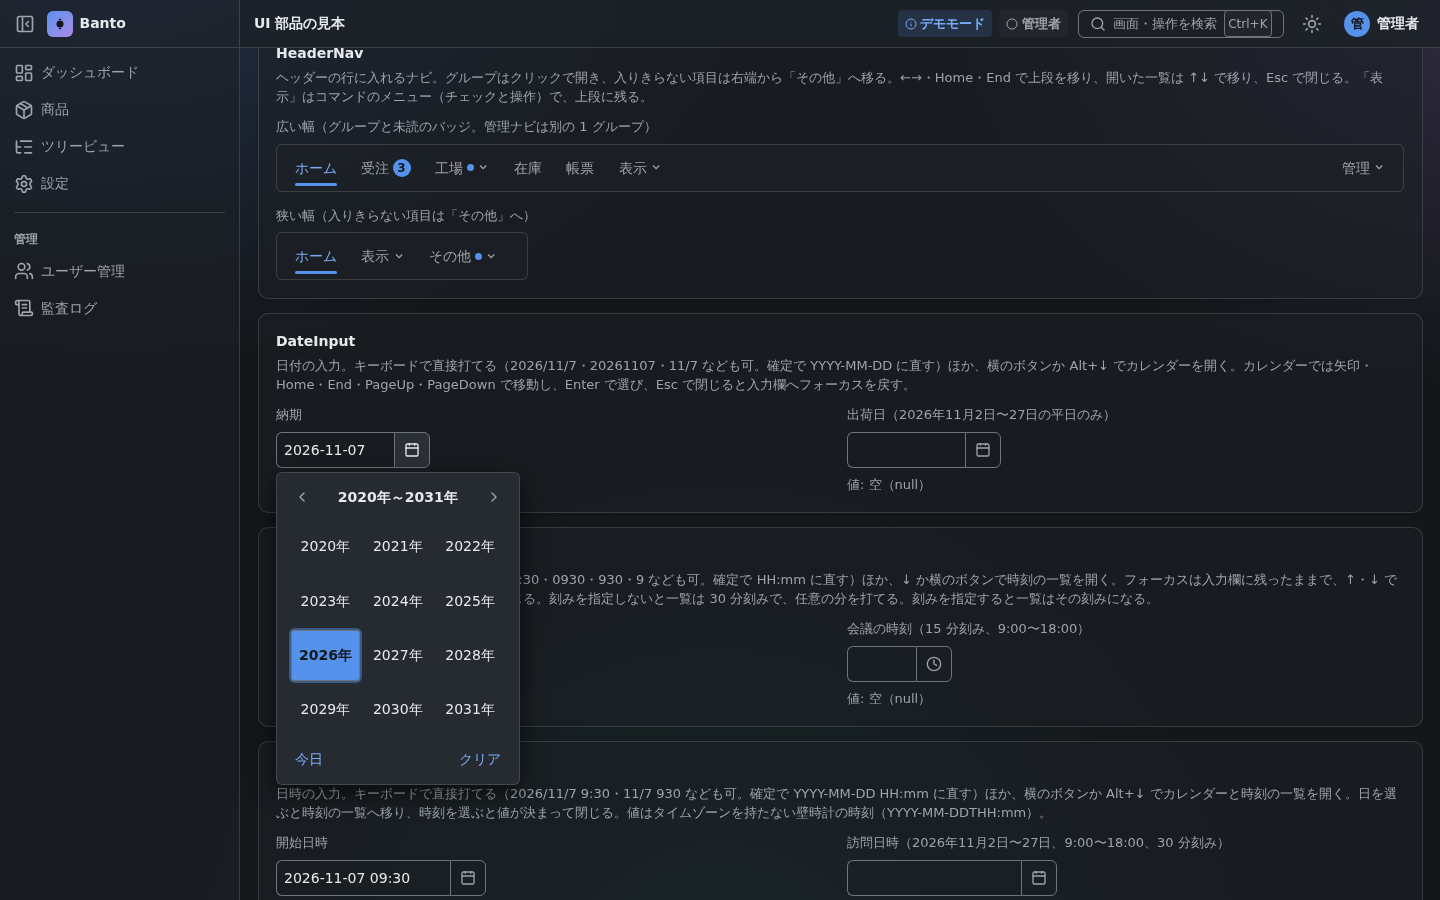 Banto
UI 部品の見本
デモモード
管理者
画面・操作を検索 Ctrl+K
管 管理者
ダッシュボード
商品
ツリービュー
設定
管理
ユーザー管理
監査ログ
HeaderNav
ヘッダーの行に入れるナビ。グループはクリックで開き、入りきらない項目は右端から「その他」へ移る。←→・Home・End で上段を移り、開いた一覧は ↑↓ で移り、Esc で閉じる。「表
示」はコマンドのメニュー（チェックと操作）で、上段に残る。
広い幅（グループと未読のバッジ。管理ナビは別の 1 グループ）
ホーム 受注 3 工場 在庫 帳票 表示 管理
狭い幅（入りきらない項目は「その他」へ）
ホーム 表示 その他
DateInput
日付の入力。キーボードで直接打てる（2026/11/7・20261107・11/7 なども可。確定で YYYY-MM-DD に直す）ほか、横のボタンか Alt+↓ でカレンダーを開く。カレンダーでは矢印・
Home・End・PageUp・PageDown で移動し、Enter で選び、Esc で閉じると入力欄へフォーカスを戻す。
納期
2026-11-07
出荷日（2026年11月2日〜27日の平日のみ）
値: 空（null）
2020年～2031年
2020年 2021年 2022年
2023年 2024年 2025年
2026年 2027年 2028年
2029年 2030年 2031年
今日 クリア
:30・0930・930・9 なども可。確定で HH:mm に直す）ほか、↓ か横のボタンで時刻の一覧を開く。フォーカスは入力欄に残ったままで、↑・↓ で
る。刻みを指定しないと一覧は 30 分刻みで、任意の分を打てる。刻みを指定すると一覧はその刻みになる。
会議の時刻（15 分刻み、9:00〜18:00）
値: 空（null）
日時の入力。キーボードで直接打てる（2026/11/7 9:30・11/7 930 なども可。確定で YYYY-MM-DD HH:mm に直す）ほか、横のボタンか Alt+↓ でカレンダーと時刻の一覧を開く。日を選
ぶと時刻の一覧へ移り、時刻を選ぶと値が決まって閉じる。値はタイムゾーンを持たない壁時計の時刻（YYYY-MM-DDTHH:mm）。
開始日時
2026-11-07 09:30
訪問日時（2026年11月2日〜27日、9:00〜18:00、30 分刻み）